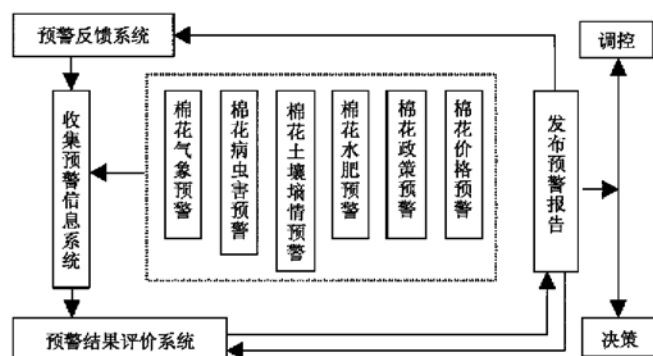 预警反馈系统
调控
收集预警信息系统
棉花气象预警
棉花病虫害预警
棉花土壤墒情预警
棉花水肥预警
棉花政策预警
棉花价格预警
发布预警报告
预警结果评价系统
决策